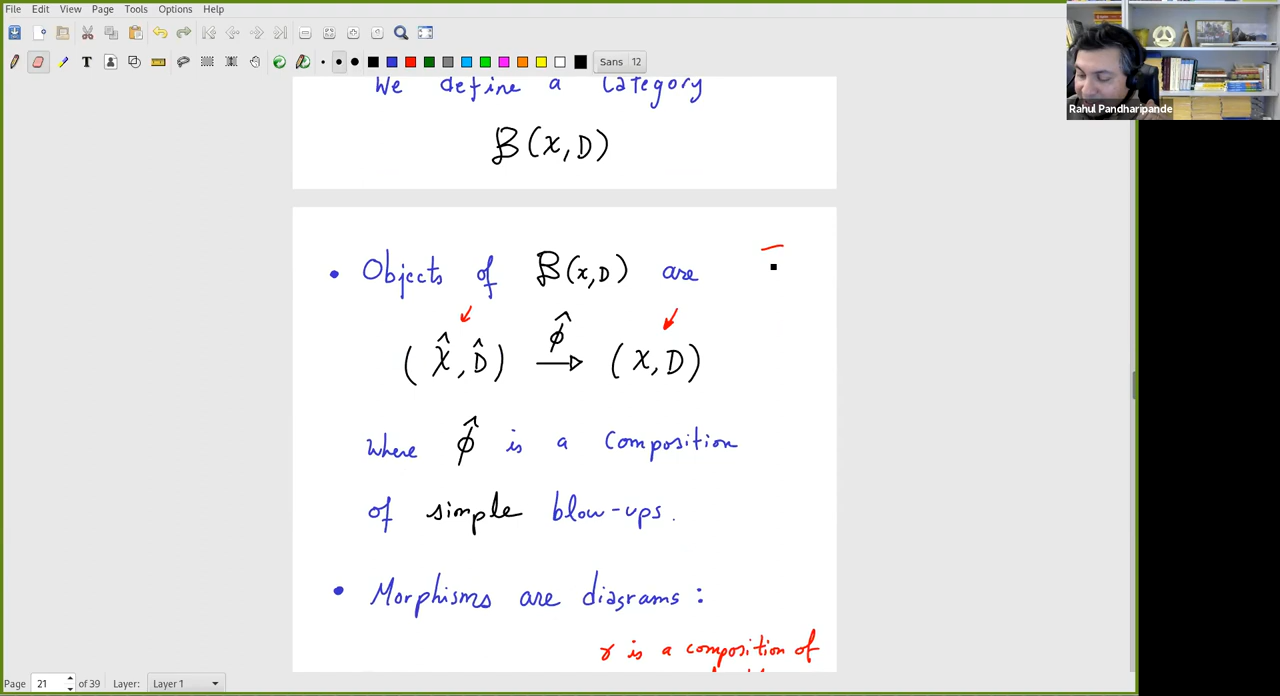 File Edit View Page Tools Options Help
Sans 12
Rahul Pandharipande
We define a category
B(X,D)
• Objects of B(X,D) are
(X̂, D̂) → (X, D)
φ̂
where φ̂ is a composition
of simple blow-ups.
• Morphisms are diagrams:
γ is a composition of
Page 21 of 39 Layer: Layer 1